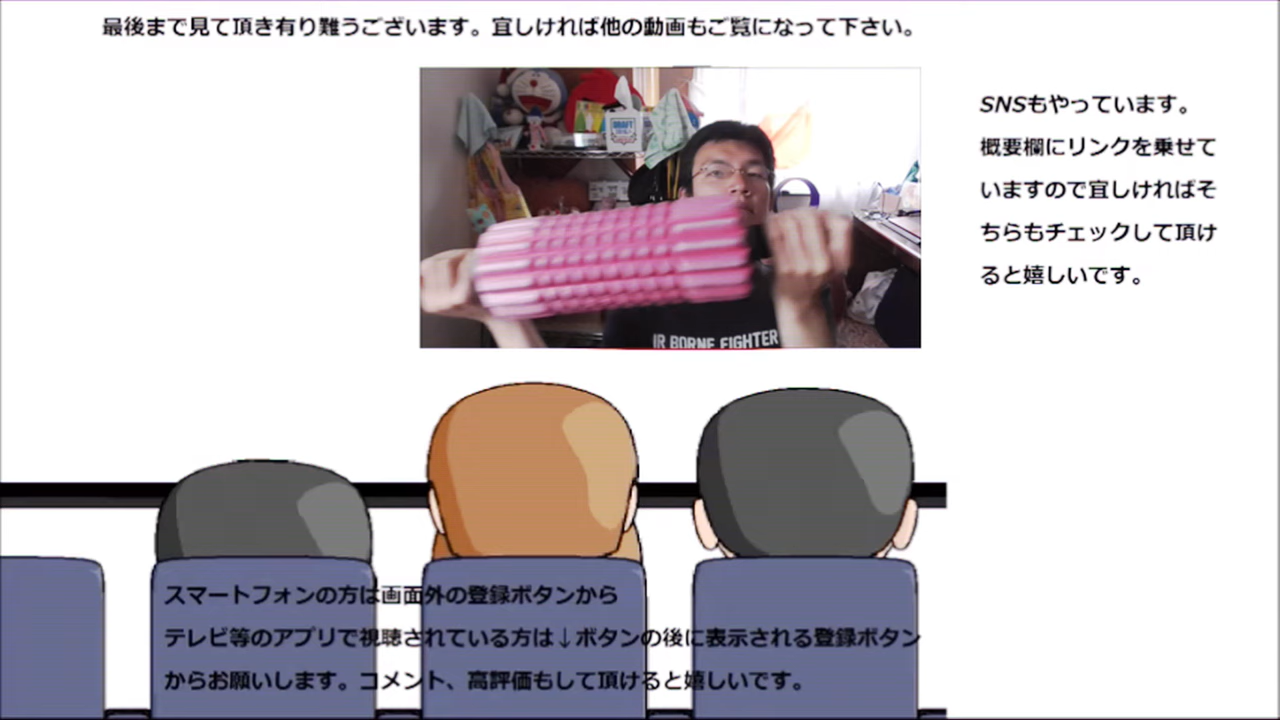 最後まで見て頂き有り難うございます。宜しければ他の動画もご覧になって下さい。
SNSもやっています。
概要欄にリンクを乗せて
いますので宜しければそ
ちらもチェックして頂け
ると嬉しいです。
DRAFT
IR BORNE FIGHTER
スマートフォンの方は画面外の登録ボタンから
テレビ等のアプリで視聴されている方は↓ボタンの後に表示される登録ボタン
からお願いします。コメント、高評価もして頂けると嬉しいです。